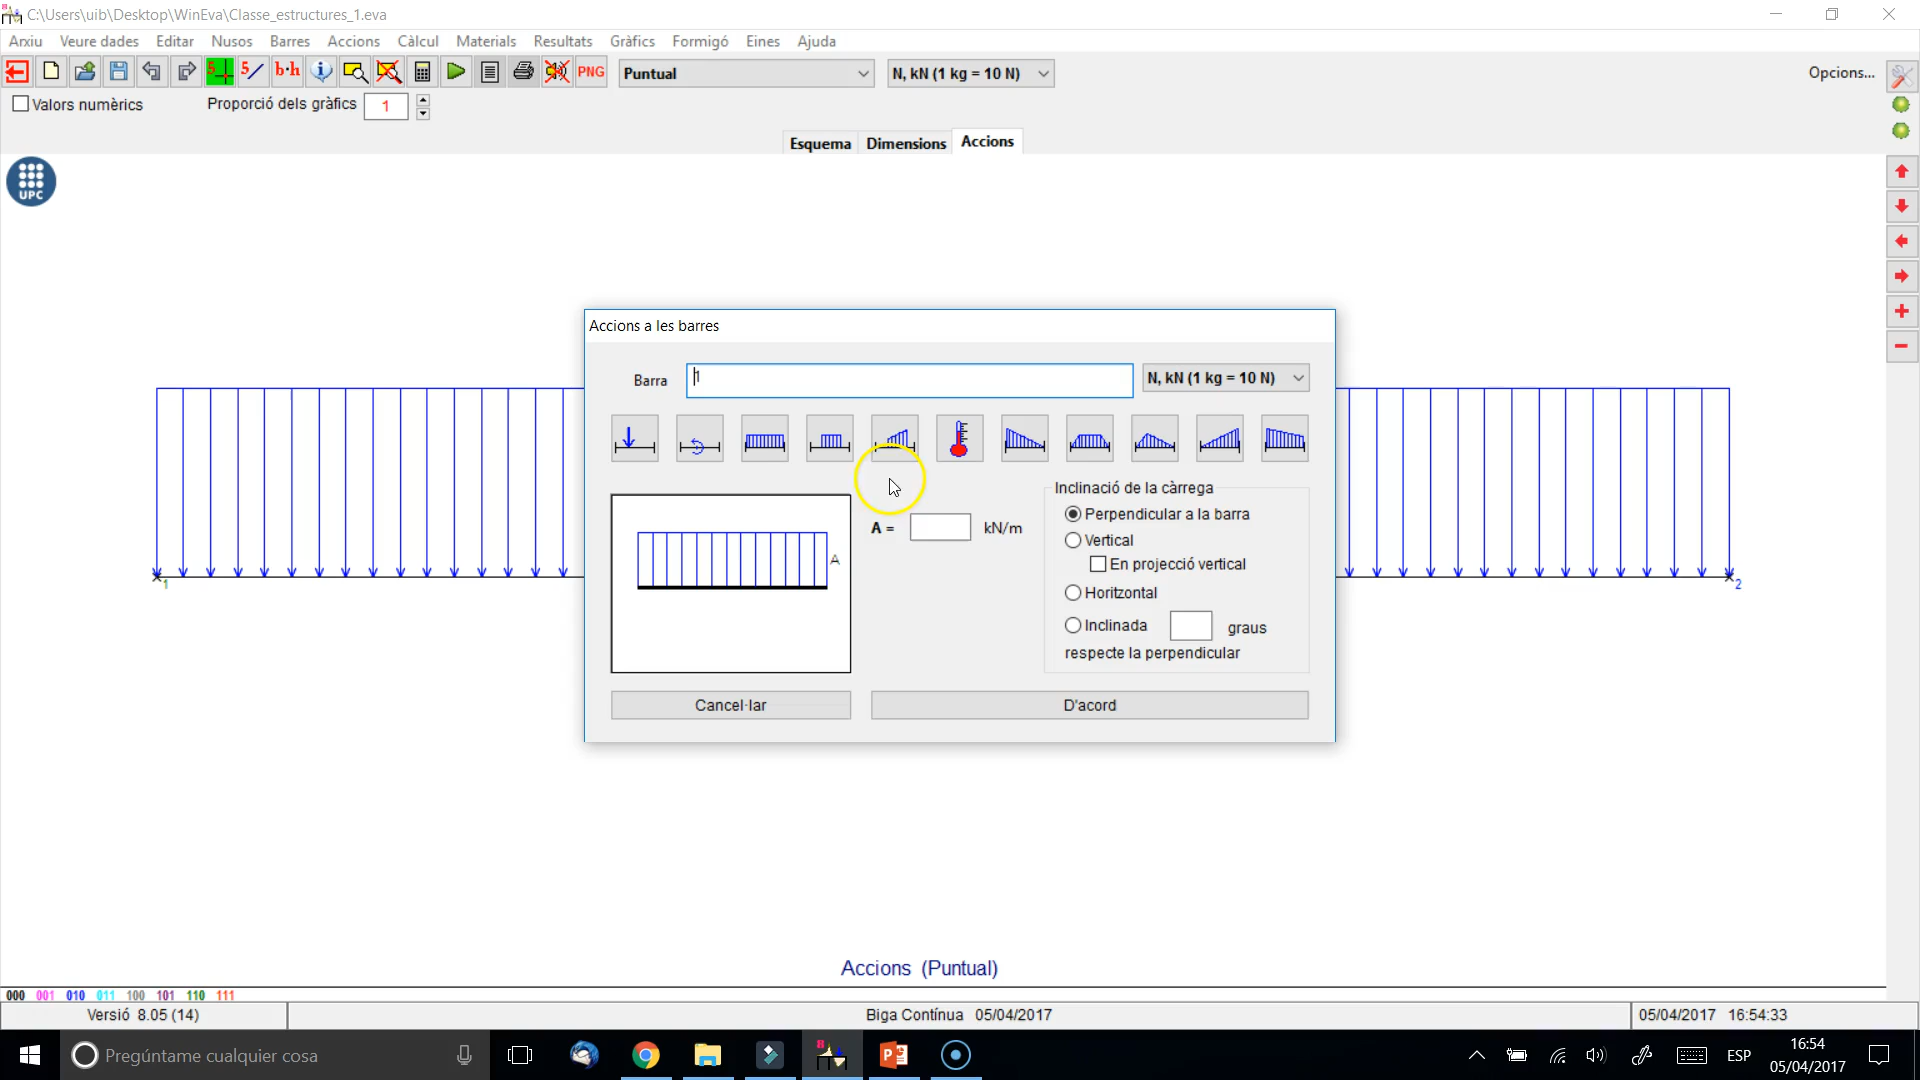 C:\Users\uib\Desktop\WinEva\Classe_estructures_1.eva
Arxiu Veure dades Editar Nusos Barres Accions Càlcul Materials Resultats Gràfics Formigó Eines Ajuda
5 5 b·h PNG Puntual N, kN (1 kg = 10 N) Opcions...
Valors numèrics Proporció dels gràfics 1
Esquema Dimensions Accions
UPC
Accions a les barres
Barra 1 N, kN (1 kg = 10 N)
Inclinació de la càrrega
Perpendicular a la barra
A = kN/m
Vertical
A
En projecció vertical
1
2
Horitzontal
Inclinada graus
respecte la perpendicular
Cancel·lar D'acord
Accions (Puntual)
000 001 010 011 100 101 110 111
Versió 8.05 (14) Biga Contínua 05/04/2017 05/04/2017 16:54:33
Pregúntame cualquier cosa ESP 16:54
05/04/2017